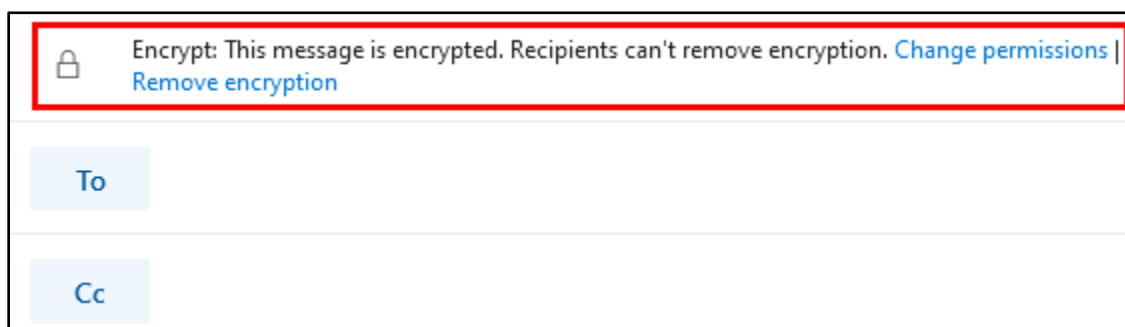 Encrypt: This message is encrypted. Recipients can't remove encryption. Change permissions |
Remove encryption
To
Cc